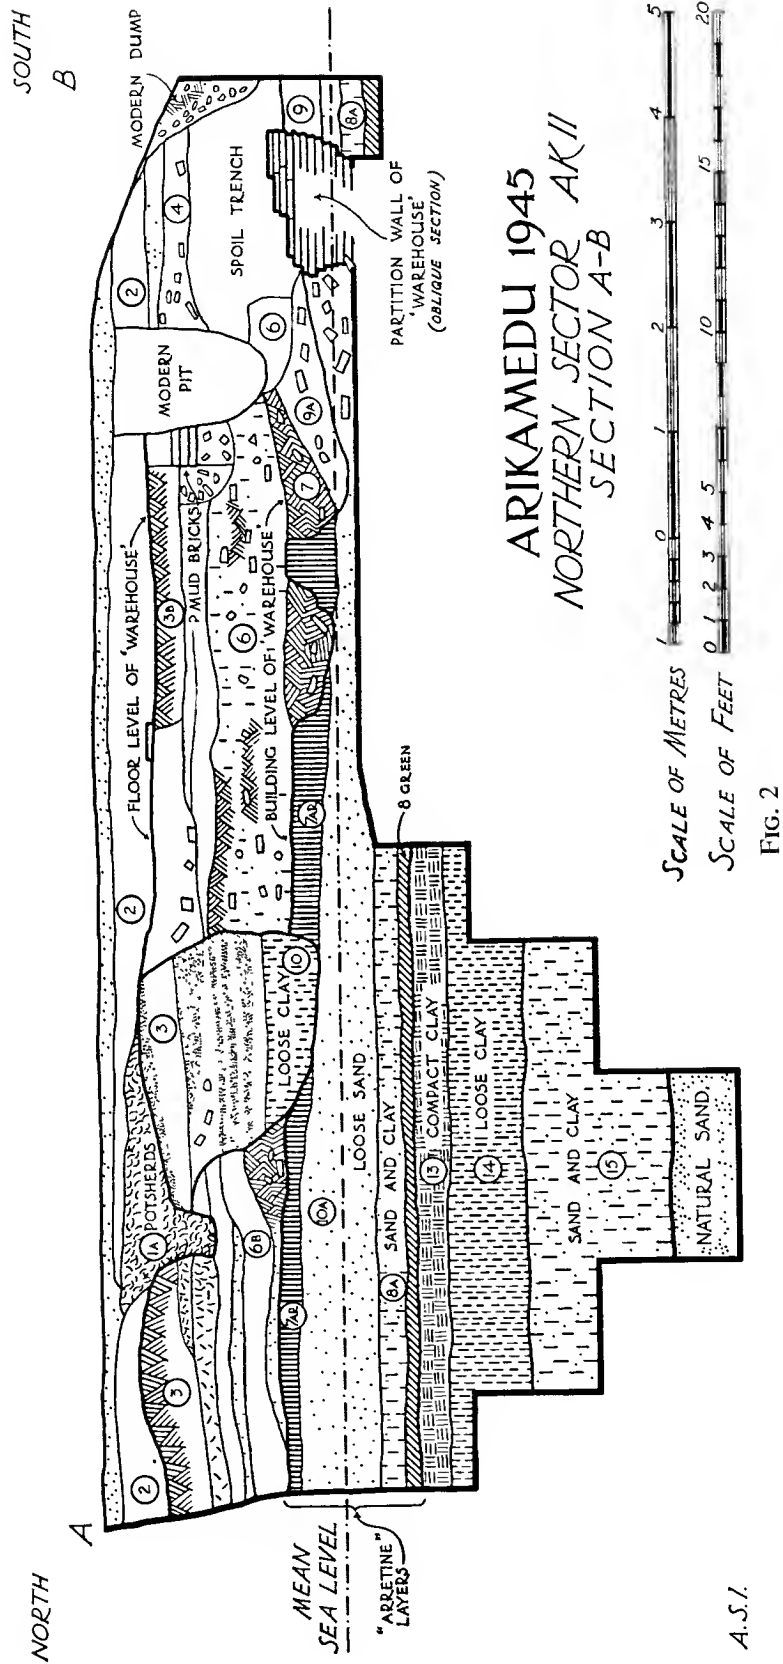 NORTH
SOUTH
A
B
MODERN DUMP
2
FLOOR LEVEL OF 'WAREHOUSE'
2
2
4
MODERN PIT
SPOIL TRENCH
1A
POTSHERDS
3
3
3B
? MUD BRICKS
6
6
6B
BUILDING LEVEL OF 'WAREHOUSE'
LOOSE CLAY
10
7
9A
9
8A
7AR
7AR
PARTITION WALL OF
'WAREHOUSE'
(OBLIQUE SECTION)
MEAN
SEA LEVEL
10A
LOOSE SAND
"ARRETINE"
LAYERS
8A
SAND AND CLAY
8 GREEN
13
COMPACT CLAY
14
LOOSE CLAY
SAND AND CLAY
15
NATURAL SAND
ARIKAMEDU 1945
NORTHERN SECTOR AK II
SECTION A-B
SCALE OF METRES
1 0 1 2 3 4 5
SCALE OF FEET
0 1 2 3 4 5 10 15 20
A.S.I.
FIG. 2